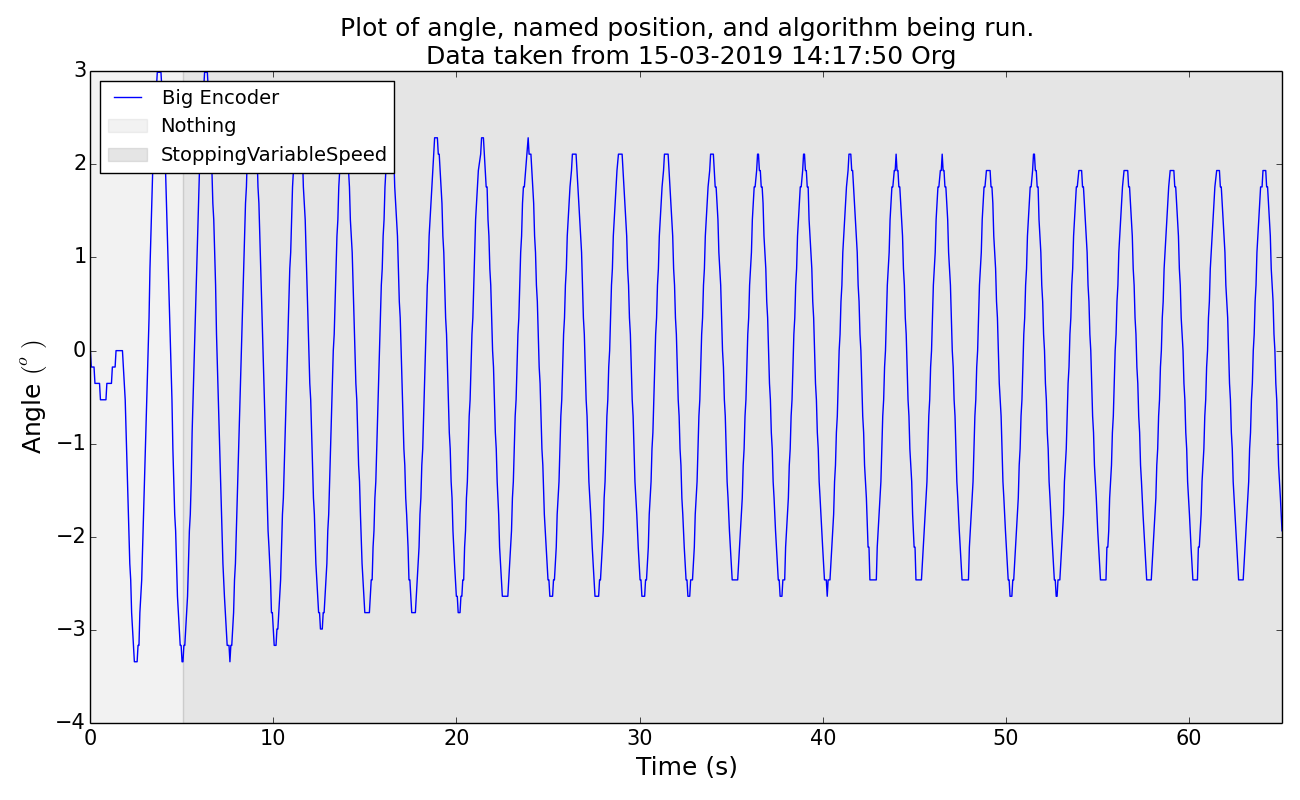 Plot of angle, named position, and algorithm being run.
Data taken from 15-03-2019 14:17:50 Org
Big Encoder
Nothing
StoppingVariableSpeed
3
2
1
0
−1
−2
−3
−4
Angle (°)
0 10 20 30 40 50 60
Time (s)